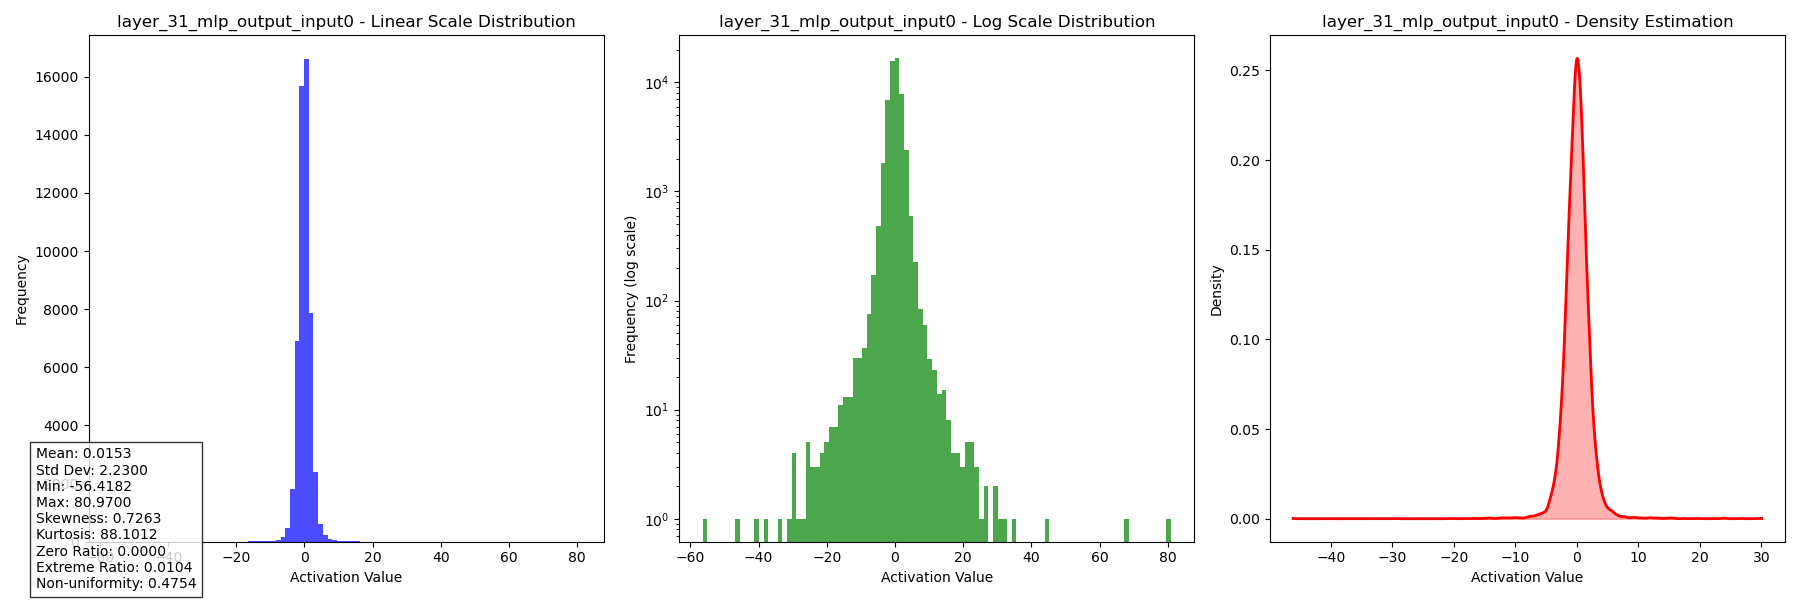 layer_31_mlp_output_input0 - Linear Scale Distribution
16000
14000
12000
10000
8000
6000
4000
2000
0
Frequency
−60 −40 −20 0 20 40 60 80
Activation Value
Mean: 0.0153
Std Dev: 2.2300
Min: -56.4182
Max: 80.9700
Skewness: 0.7263
Kurtosis: 88.1012
Zero Ratio: 0.0000
Extreme Ratio: 0.0104
Non-uniformity: 0.4754
layer_31_mlp_output_input0 - Log Scale Distribution
10⁴
10³
10²
10¹
10⁰
Frequency (log scale)
−60 −40 −20 0 20 40 60 80
Activation Value
layer_31_mlp_output_input0 - Density Estimation
0.25
0.20
0.15
0.10
0.05
0.00
Density
−40 −30 −20 −10 0 10 20 30
Activation Value